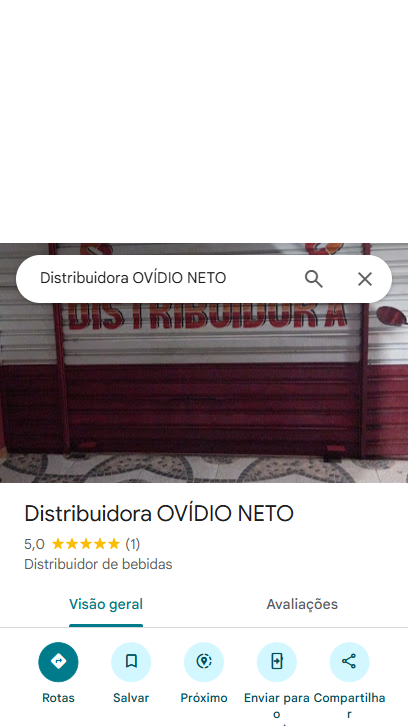 Distribuidora OVÍDIO NETO
DISTRIBUIDORA
Distribuidora OVÍDIO NETO
5,0 (1)
Distribuidor de bebidas
Visão geral Avaliações
Rotas Salvar Próximo Enviar para o Compartilhar